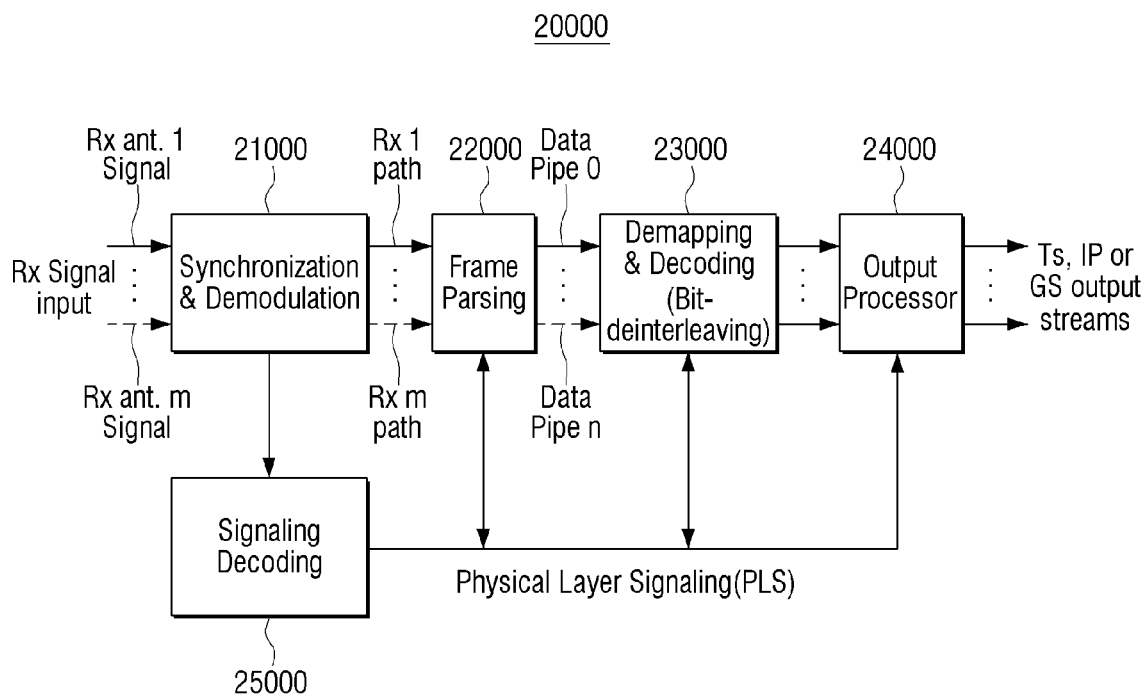 20000
Rx ant. 1
Signal
21000
Rx 1
path
22000
Data
Pipe 0
23000
24000
Rx Signal
input
Synchronization
& Demodulation
Frame
Parsing
Demapping
& Decoding
(Bit-
deinterleaving)
Output
Processor
Ts, IP or
GS output
streams
Rx ant. m
Signal
Rx m
path
Data
Pipe n
Signaling
Decoding
Physical Layer Signaling(PLS)
25000